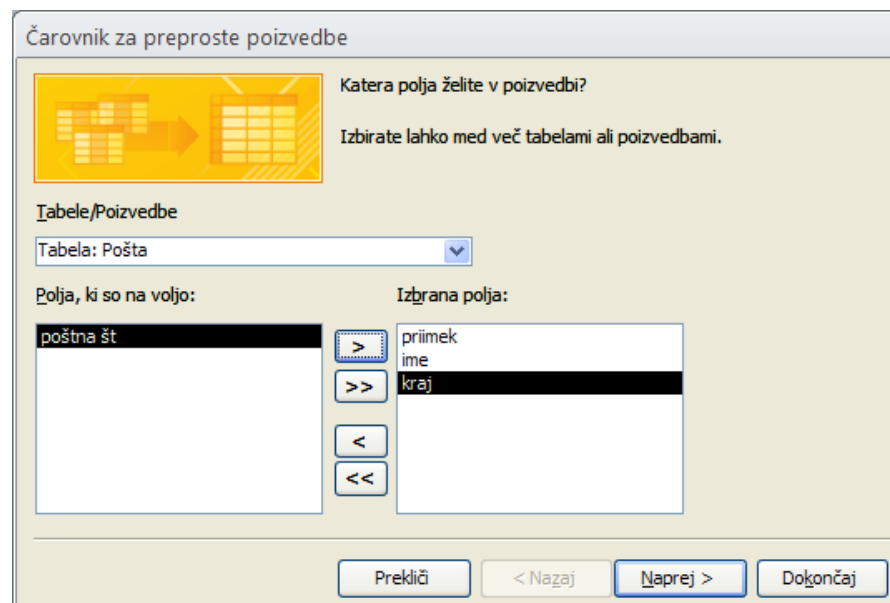 Čarovnik za preproste poizvedbe
Katera polja želite v poizvedbi?
Izbirate lahko med več tabelami ali poizvedbami.
Tabele/Poizvedbe
Tabela: Pošta
Polja, ki so na voljo:
Izbrana polja:
poštna št
>
>>
<
<<
priimek
ime
kraj
Prekliči
< Nazaj
Naprej >
Dokončaj